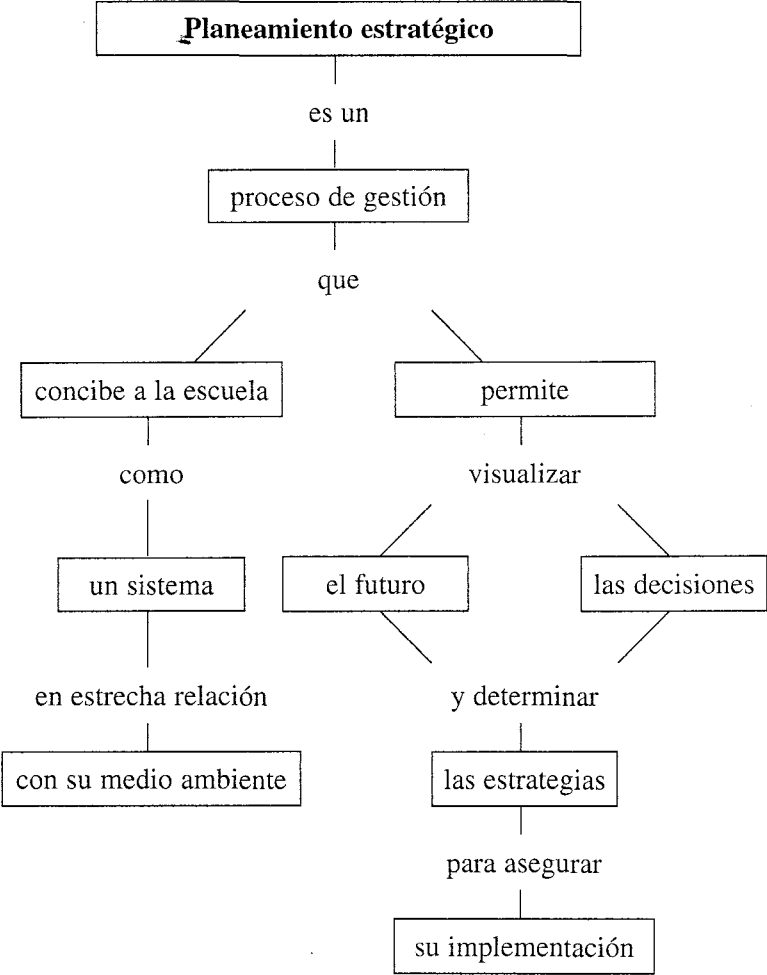 Planeamiento estratégico
es un
proceso de gestión
que
concibe a la escuela
permite
como
visualizar
un sistema
el futuro
las decisiones
en estrecha relación
y determinar
con su medio ambiente
las estrategias
para asegurar
su implementación